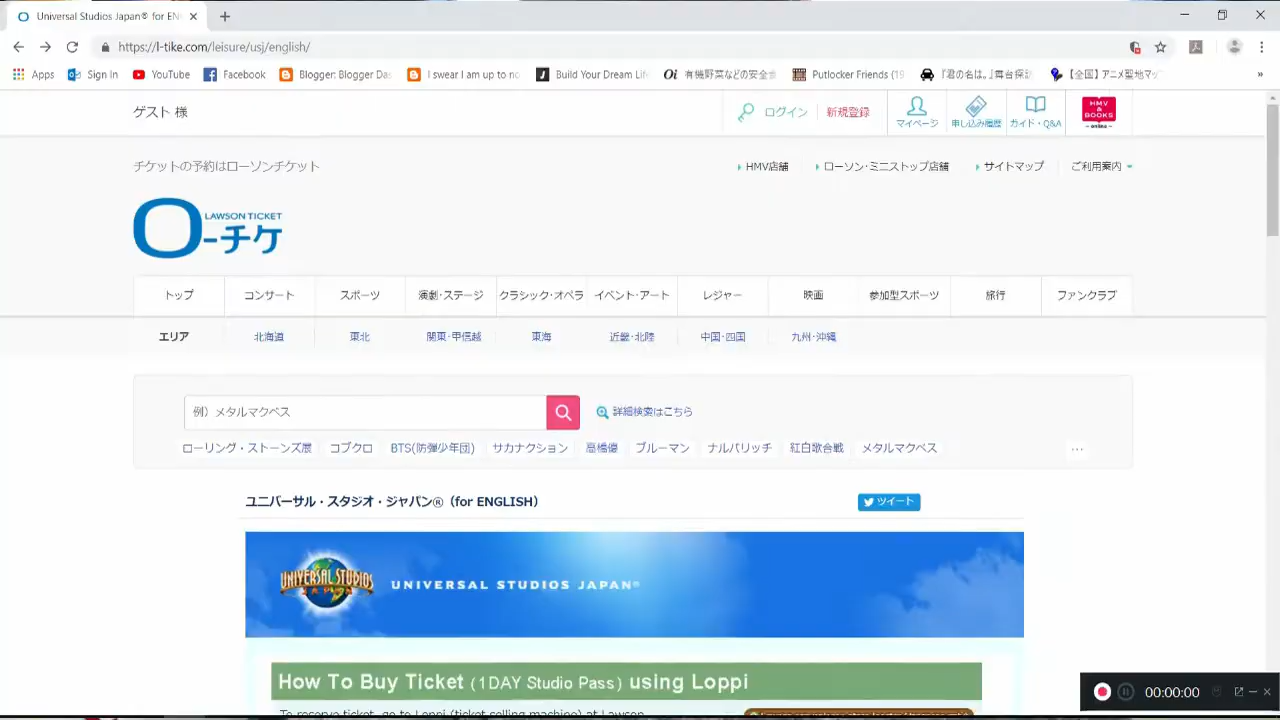 Universal Studios Japan® for EN
https://l-tike.com/leisure/usj/english/
Apps Sign In YouTube Facebook Blogger: Blogger Das I swear I am up to no Build Your Dream Life Oi 有機野菜などの安全食 Putlocker Friends (19 『君の名は。』舞台探訪 【全国】アニメ聖地マッ »
ゲスト 様
ログイン 新規登録 マイページ 申し込み履歴 ガイド・Q&A HMV & BOOKS online
チケットの予約はローソンチケット
HMV店舗 ローソン・ミニストップ店舗 サイトマップ ご利用案内
LAWSON TICKET
ローチケ
トップ コンサート スポーツ 演劇・ステージ クラシック・オペラ イベント・アート レジャー 映画 参加型スポーツ 旅行 ファンクラブ
エリア 北海道 東北 関東・甲信越 東海 近畿・北陸 中国・四国 九州・沖縄
例）メタルマクベス 詳細検索はこちら
ローリング・ストーンズ展 コブクロ BTS(防弾少年団) サカナクション 高橋優 ブルーマン ナルパリッチ 紅白歌合戦 メタルマクベス ...
ユニバーサル・スタジオ・ジャパン®（for ENGLISH） ツイート
UNIVERSAL STUDIOS JAPAN
UNIVERSAL STUDIOS JAPAN®
How To Buy Ticket (1DAY Studio Pass) using Loppi
00:00:00